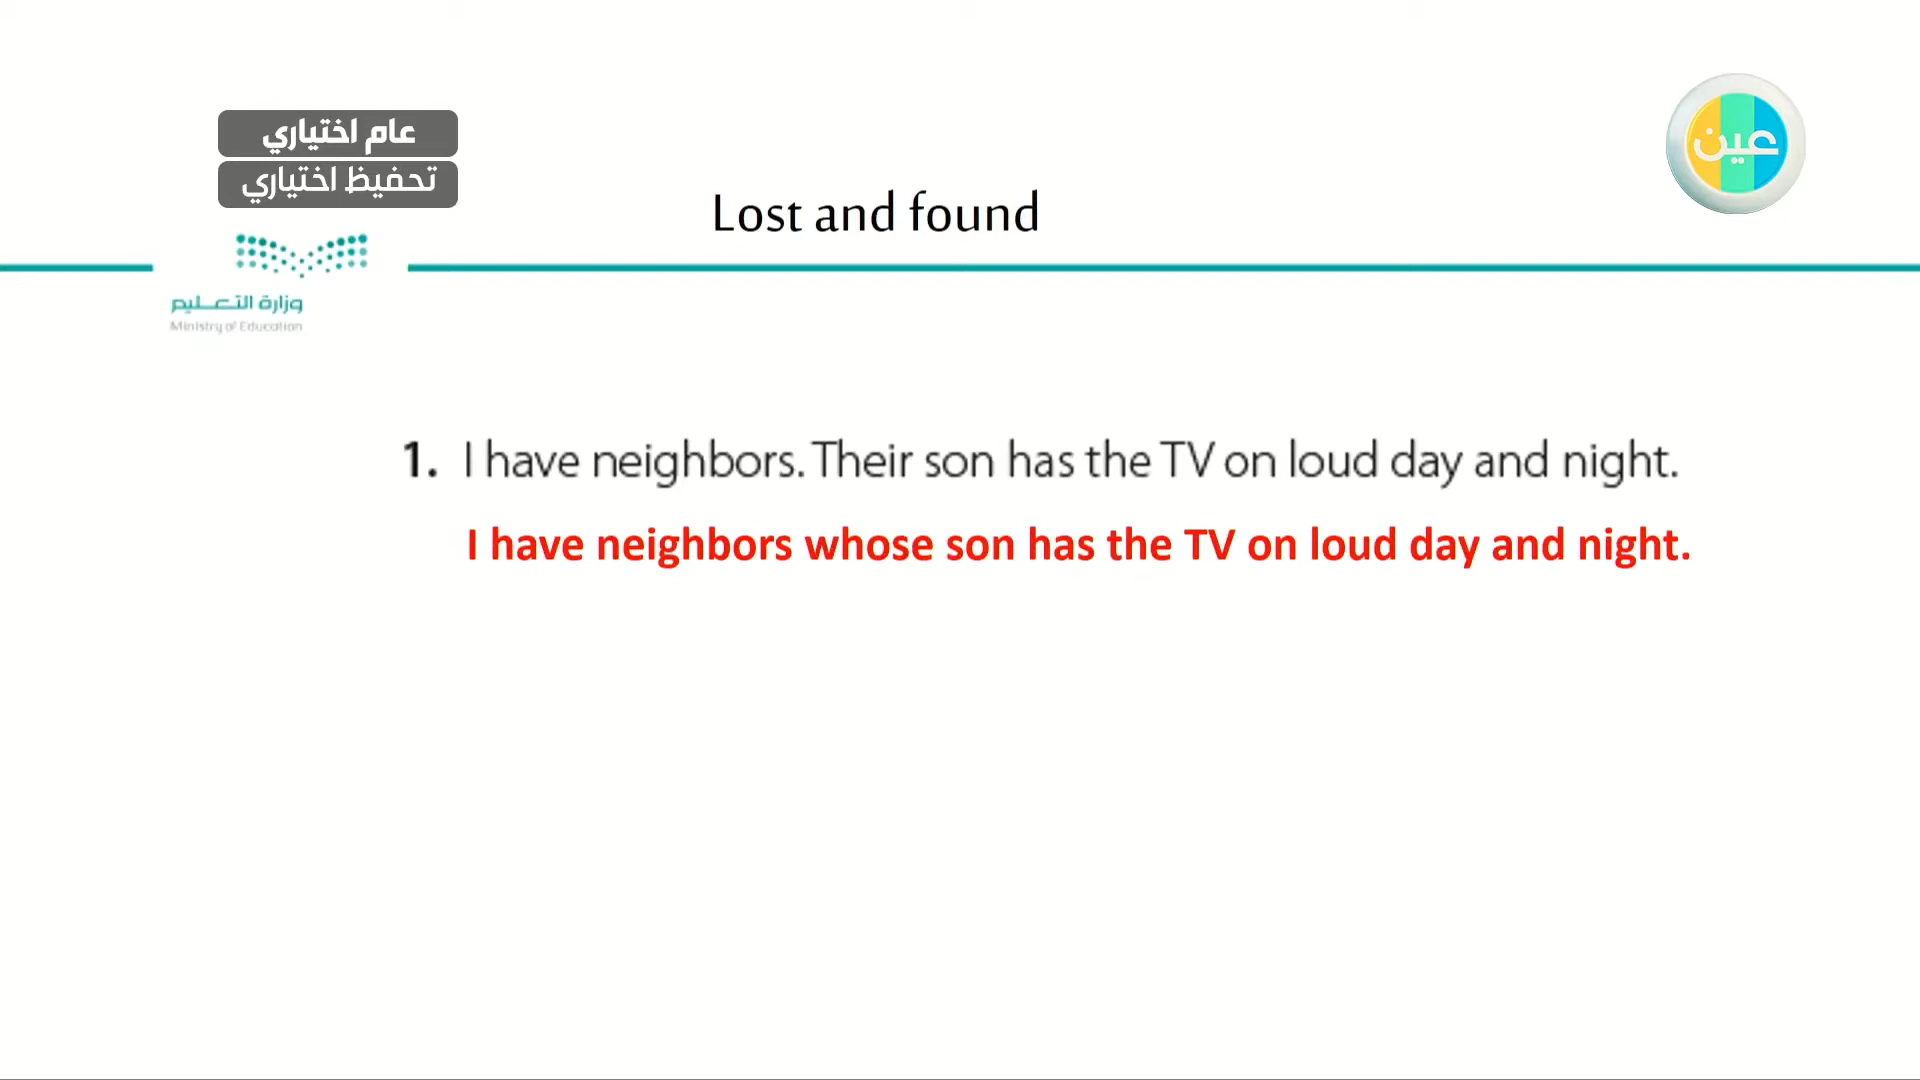 عام اختياري
تحفيظ اختياري
عين
Lost and found
وزارة التعليم
Ministry of Education
1. I have neighbors. Their son has the TV on loud day and night.
I have neighbors whose son has the TV on loud day and night.